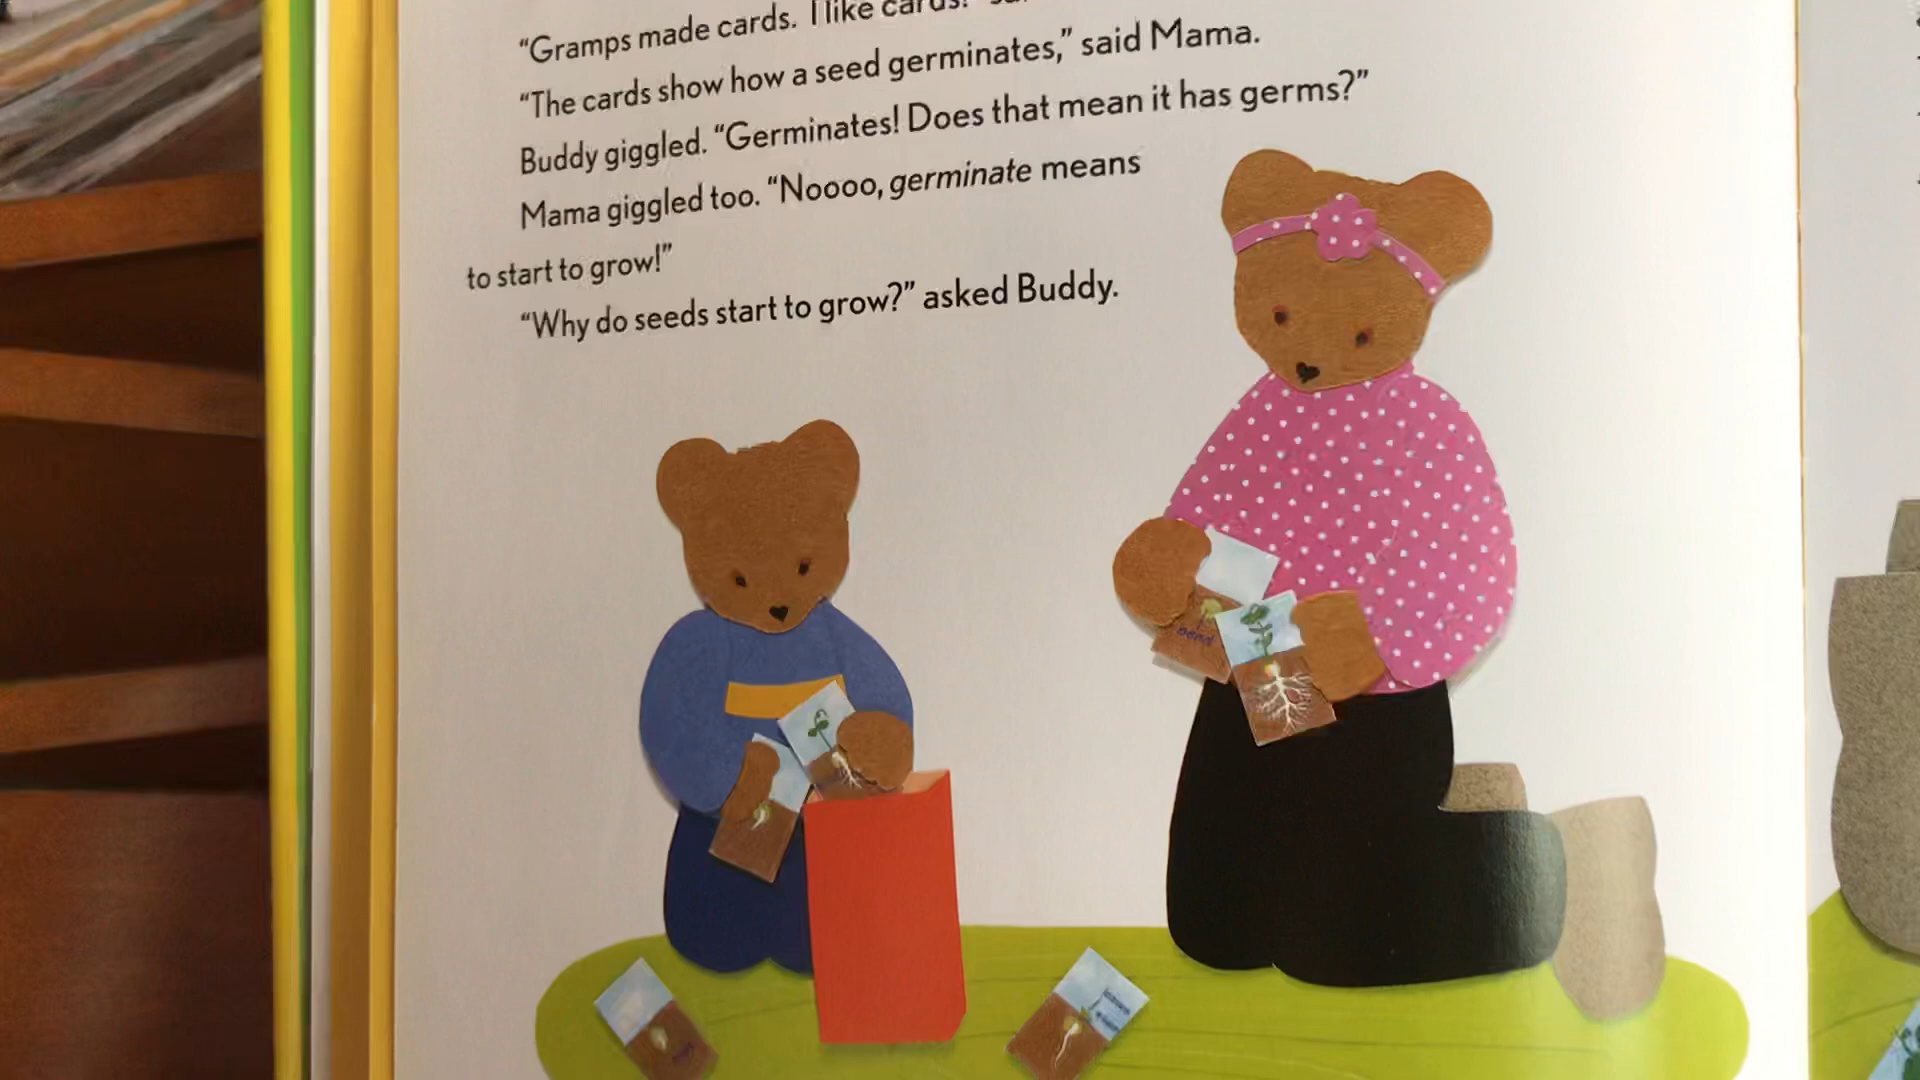 “Gramps made cards. I like cards!”
“The cards show how a seed germinates,” said Mama.
Buddy giggled. “Germinates! Does that mean it has germs?”
Mama giggled too. “Noooo, germinate means
to start to grow!”
“Why do seeds start to grow?” asked Buddy.